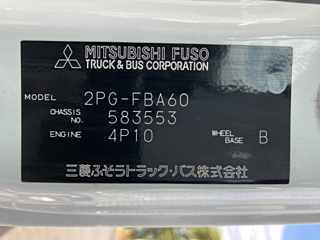 MITSUBISHI FUSO
TRUCK & BUS CORPORATION
MODEL 2PG-FBA60
CHASSIS NO. 583553
ENGINE 4P10 WHEEL BASE B
三菱ふそうトラック・バス株式会社